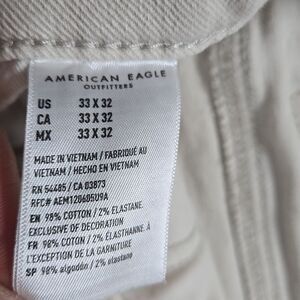 AMERICAN EAGLE
OUTFITTERS
US 33 X 32
CA 33 X 32
MX 33 X 32
MADE IN VIETNAM / FABRIQUÉ AU
VIETNAM / HECHO EN VIETNAM
RN 54485 / CA 03873
RFC# AEM120605U9A
EN 98% COTTON / 2% ELASTANE.
EXCLUSIVE OF DECORATION
FR 98% COTON / 2% ÉLASTHANNE À
L'EXCEPTION DE LA GARNITURE
SP 98% algodón / 2% elastano